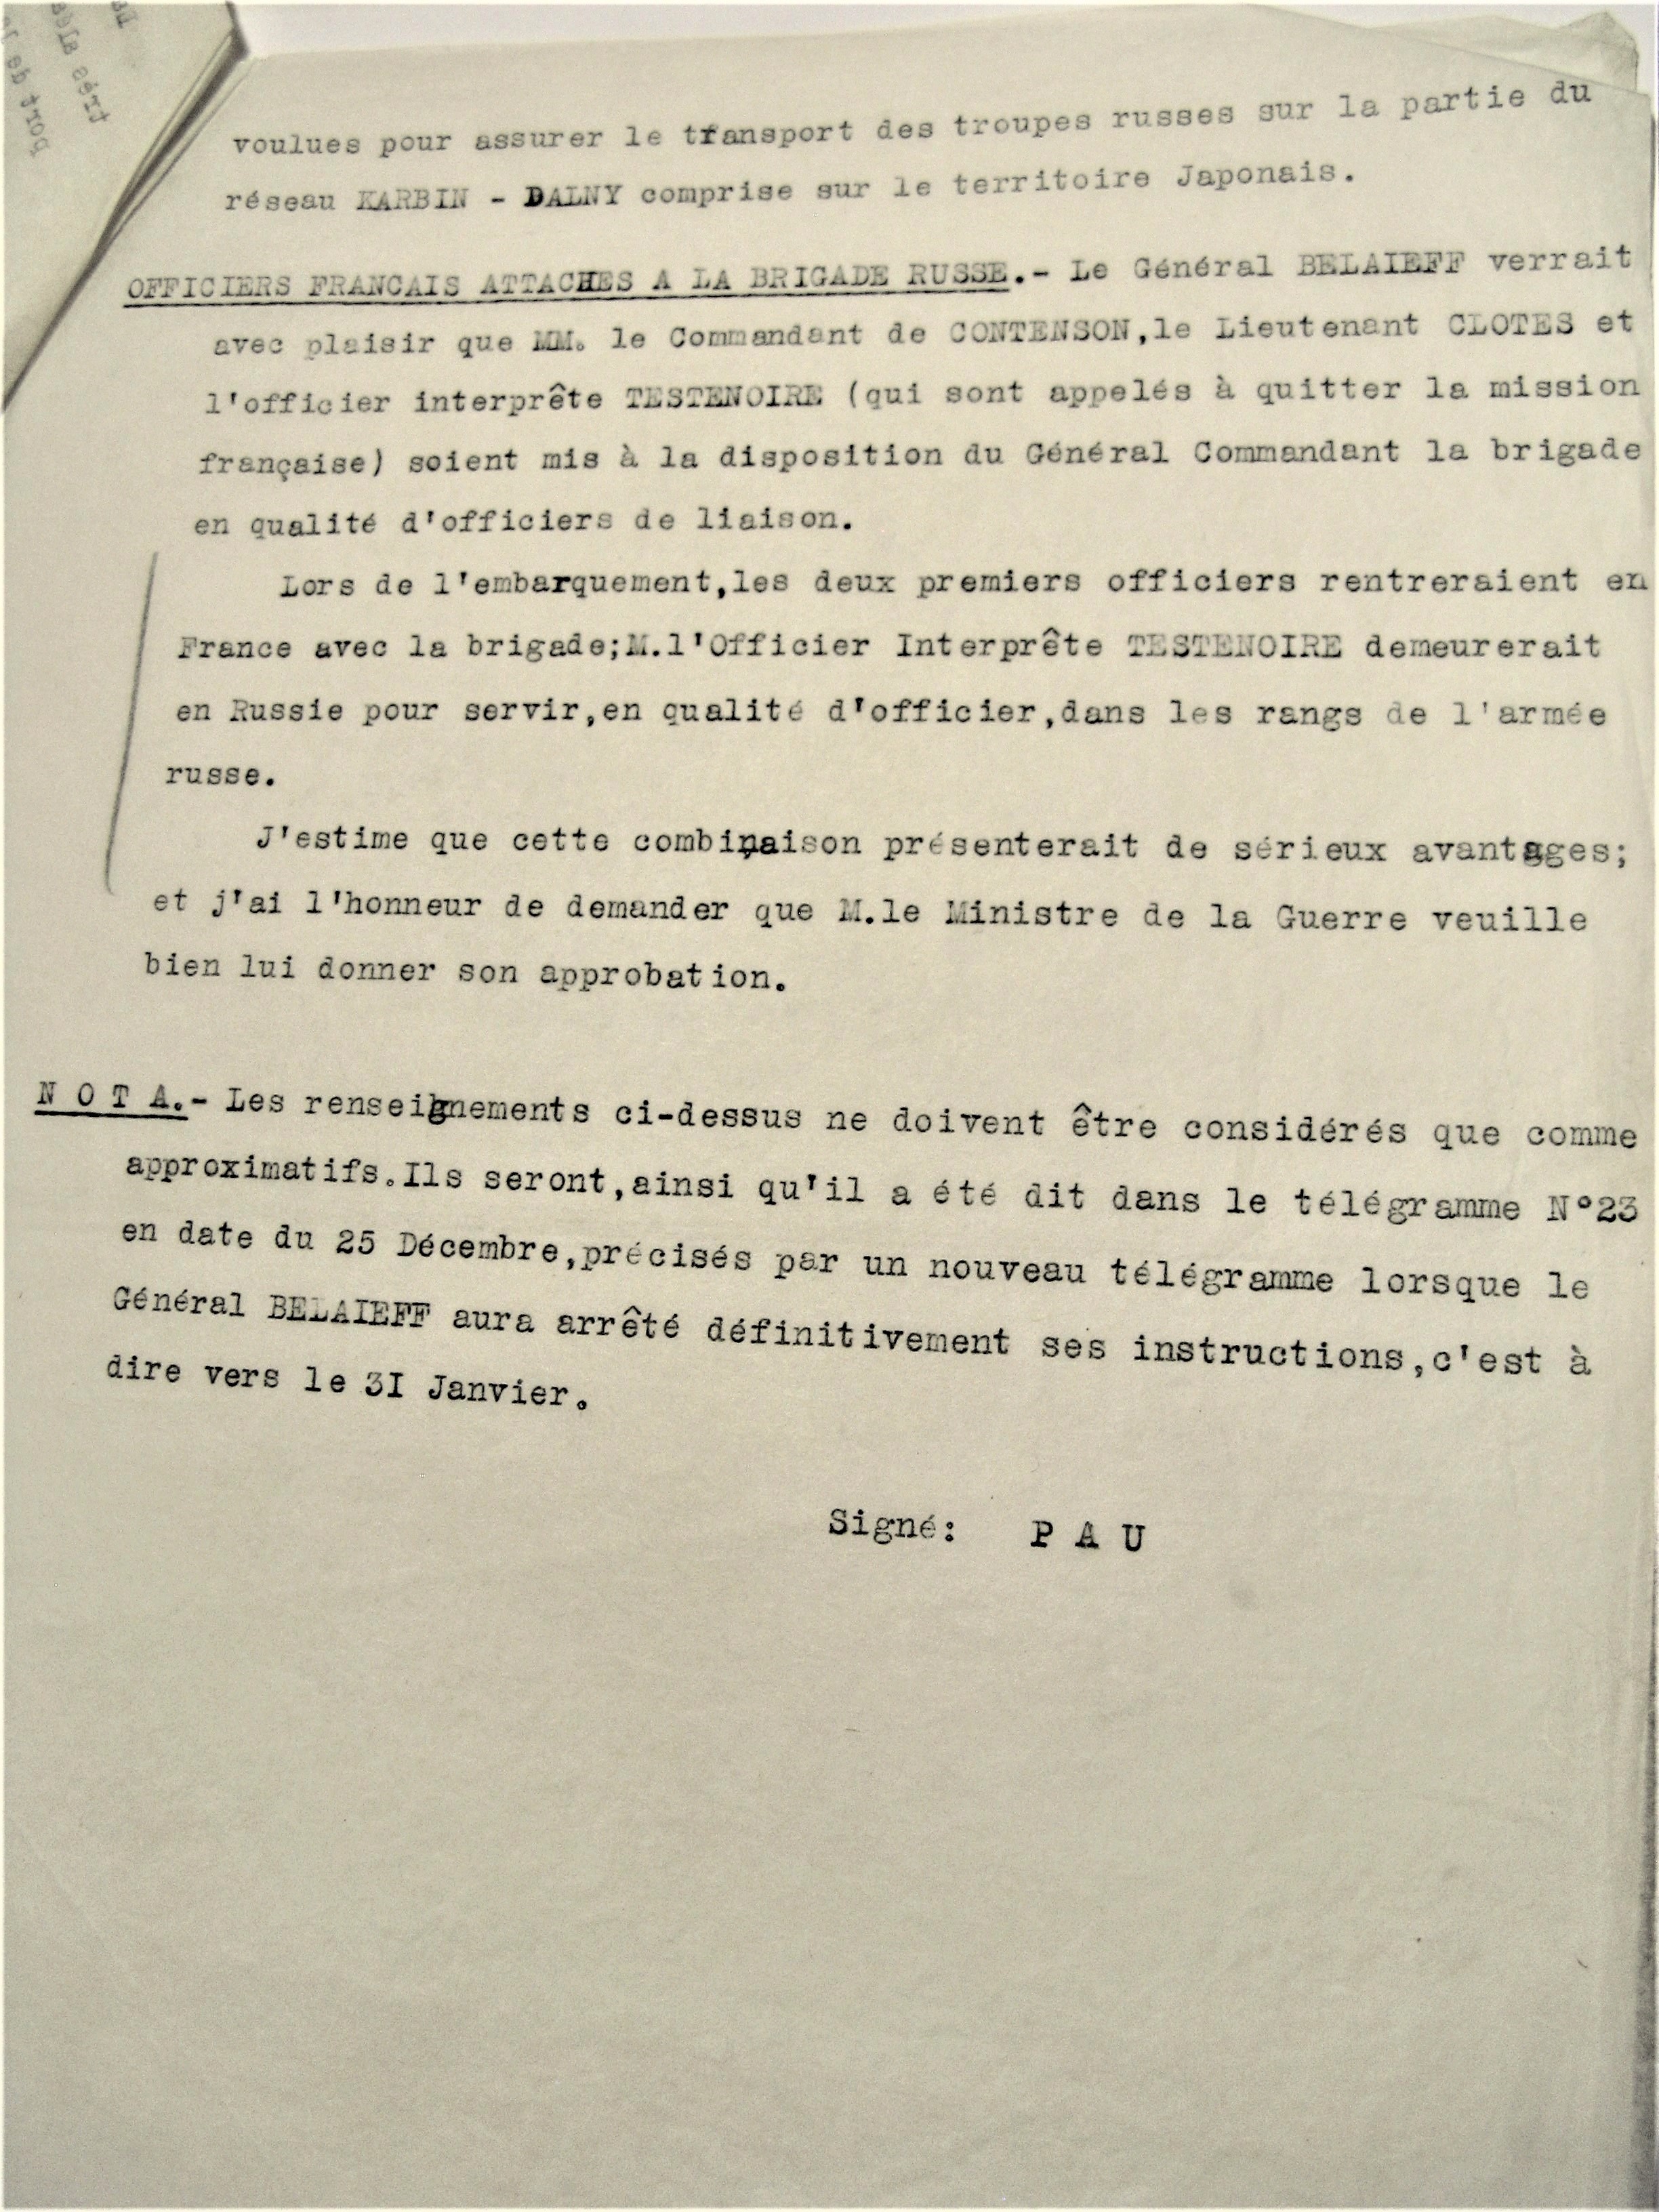 voulues pour assurer le transport des troupes russes sur la partie du
réseau KARBIN - DALNY comprise sur le territoire Japonais.
OFFICIERS FRANCAIS ATTACHES A LA BRIGADE RUSSE.- Le Général BELAIEFF verrait
avec plaisir que MM. le Commandant de CONTENSON,le Lieutenant CLOTES et
l'officier interprête TESTENOIRE (qui sont appelés à quitter la mission
française) soient mis à la disposition du Général Commandant la brigade
en qualité d'officiers de liaison.
Lors de l'embarquement,les deux premiers officiers rentreraient en
France avec la brigade;M.l'Officier Interprête TESTENOIRE demeurerait
en Russie pour servir,en qualité d'officier,dans les rangs de l'armée
russe.
J'estime que cette combinaison présenterait de sérieux avantages;
et j'ai l'honneur de demander que M.le Ministre de la Guerre veuille
bien lui donner son approbation.
N O T A.- Les renseignements ci-dessus ne doivent être considérés que comme
approximatifs.Ils seront,ainsi qu'il a été dit dans le télégramme N°23
en date du 25 Décembre,précisés par un nouveau télégramme lorsque le
Général BELAIEFF aura arrêté définitivement ses instructions,c'est à
dire vers le 3I Janvier.
Signé: P A U